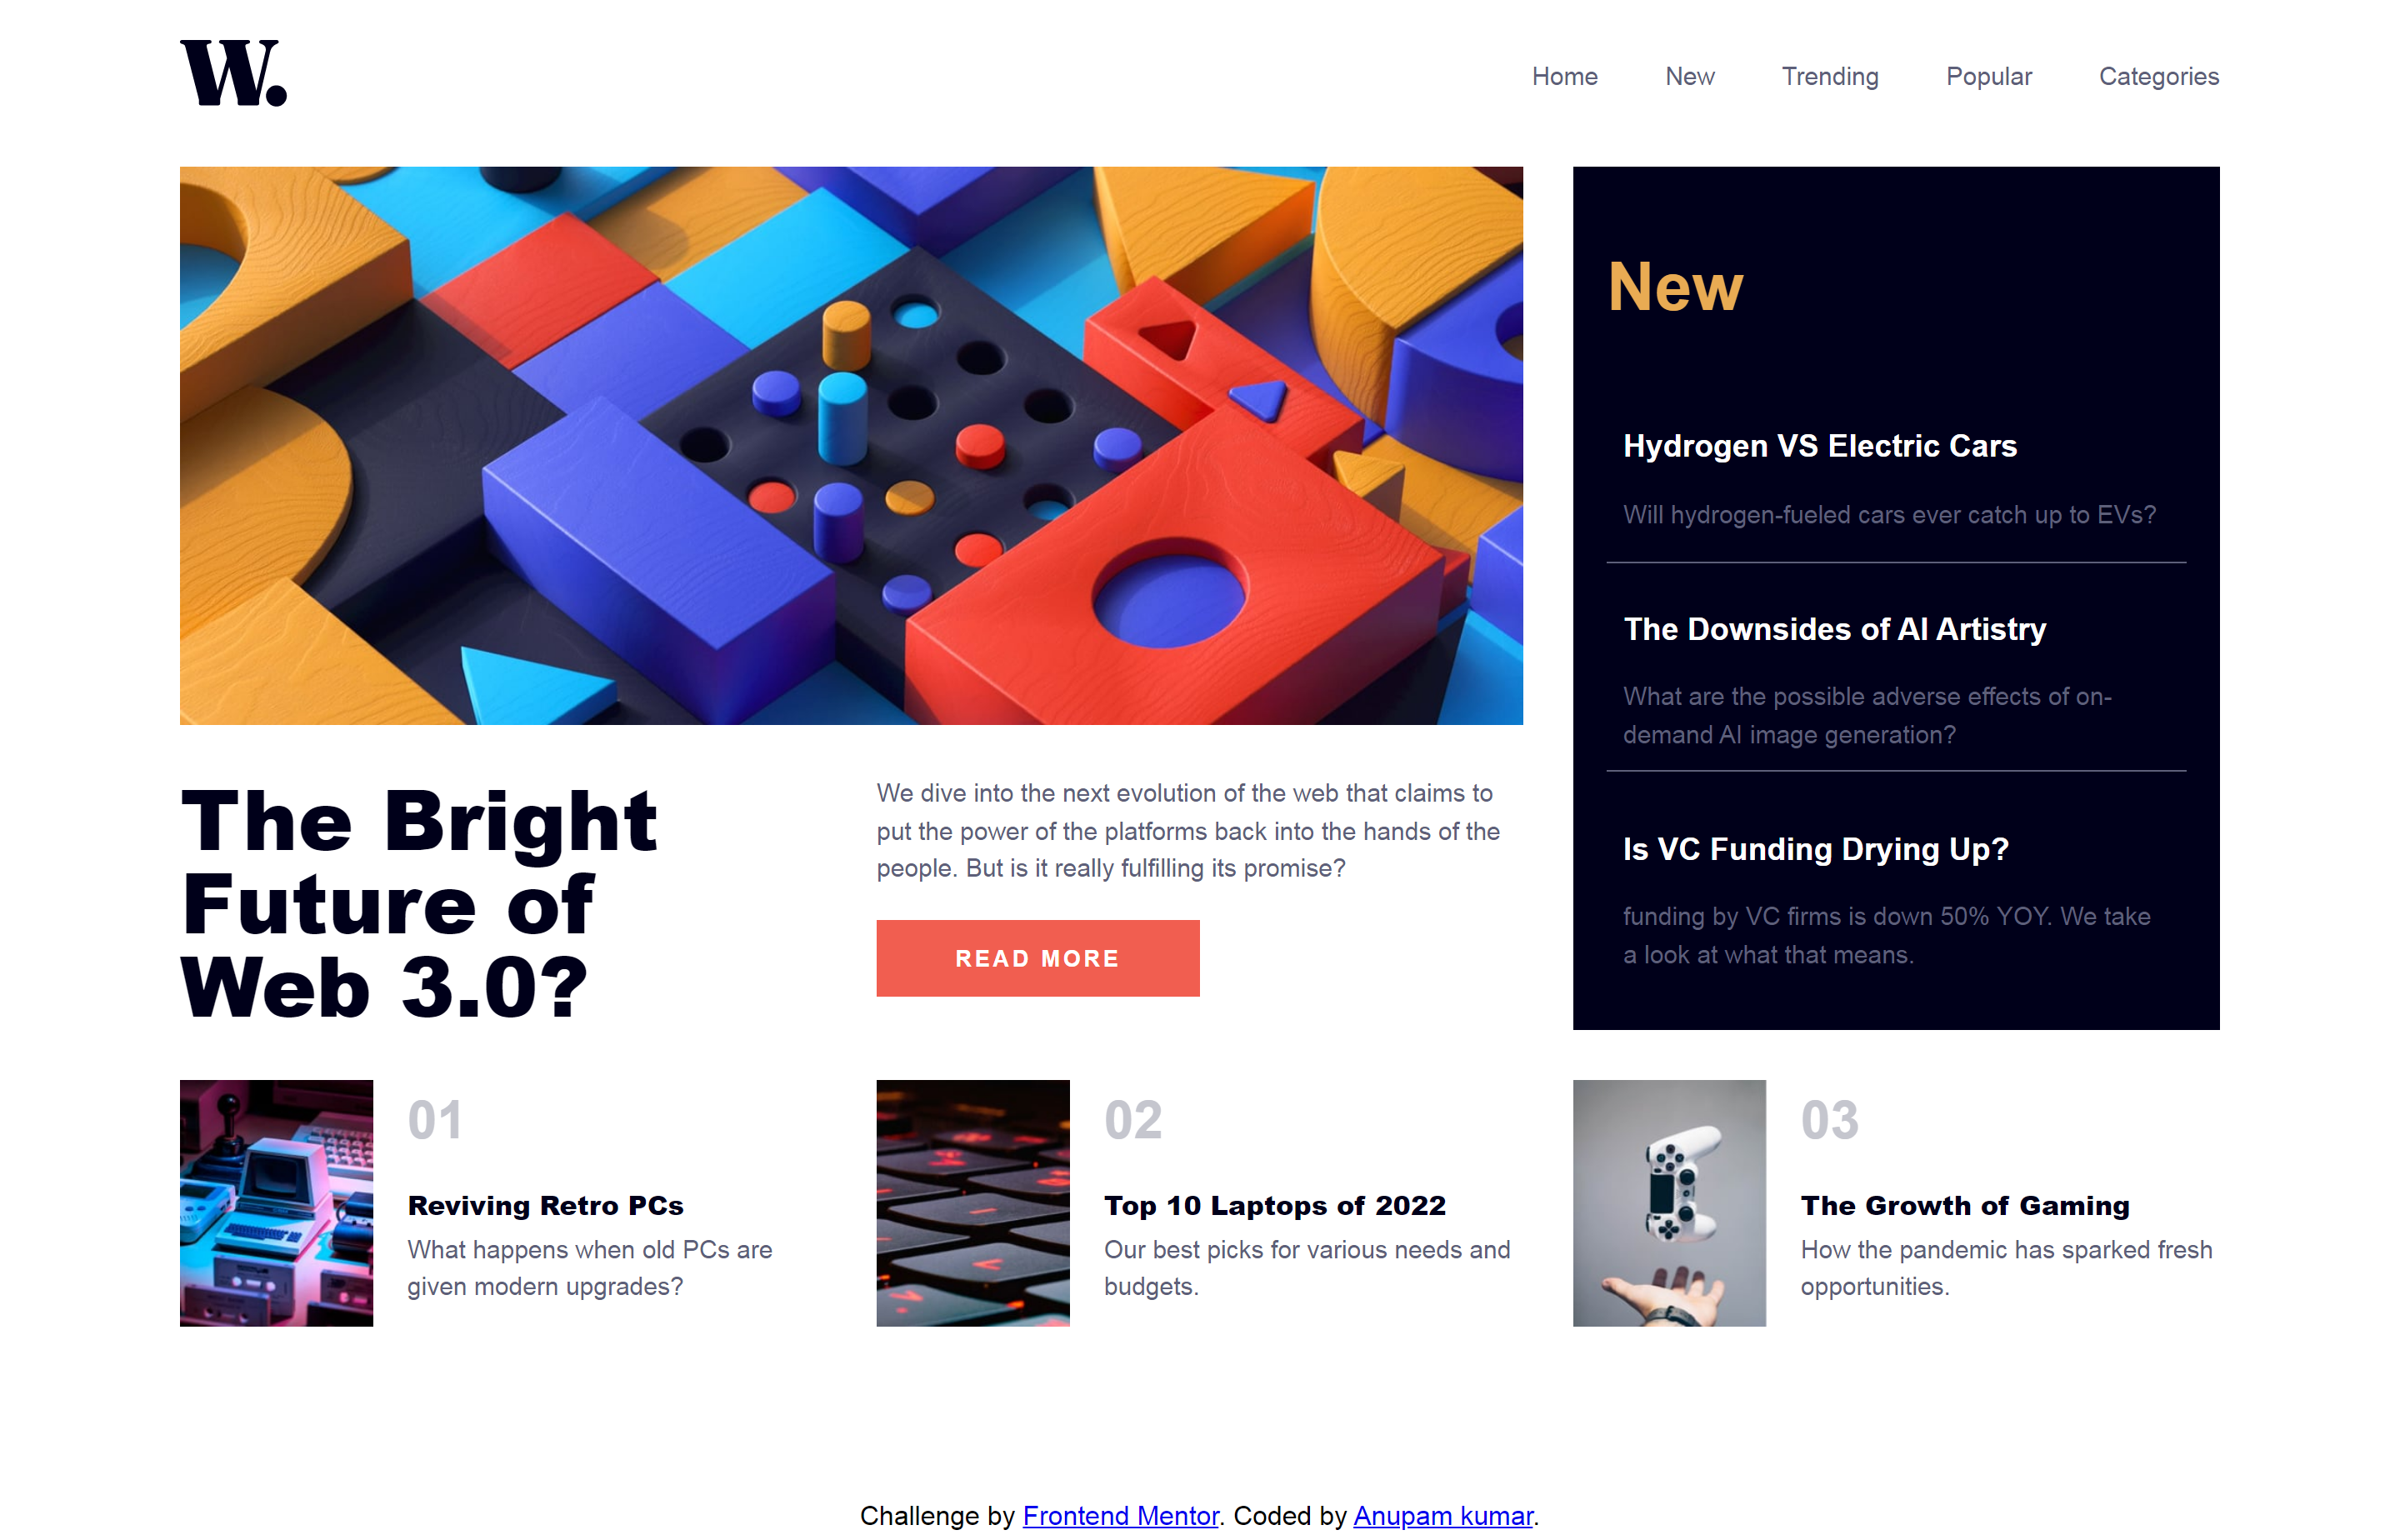 W.
Home New Trending Popular Categories
New
Hydrogen VS Electric Cars
Will hydrogen-fueled cars ever catch up to EVs?
The Downsides of AI Artistry
What are the possible adverse effects of on-
demand AI image generation?
Is VC Funding Drying Up?
funding by VC firms is down 50% YOY. We take
a look at what that means.
The Bright
Future of
Web 3.0?
We dive into the next evolution of the web that claims to
put the power of the platforms back into the hands of the
people. But is it really fulfilling its promise?
READ MORE
01
Reviving Retro PCs
What happens when old PCs are
given modern upgrades?
02
Top 10 Laptops of 2022
Our best picks for various needs and
budgets.
03
The Growth of Gaming
How the pandemic has sparked fresh
opportunities.
Challenge by Frontend Mentor. Coded by Anupam kumar.